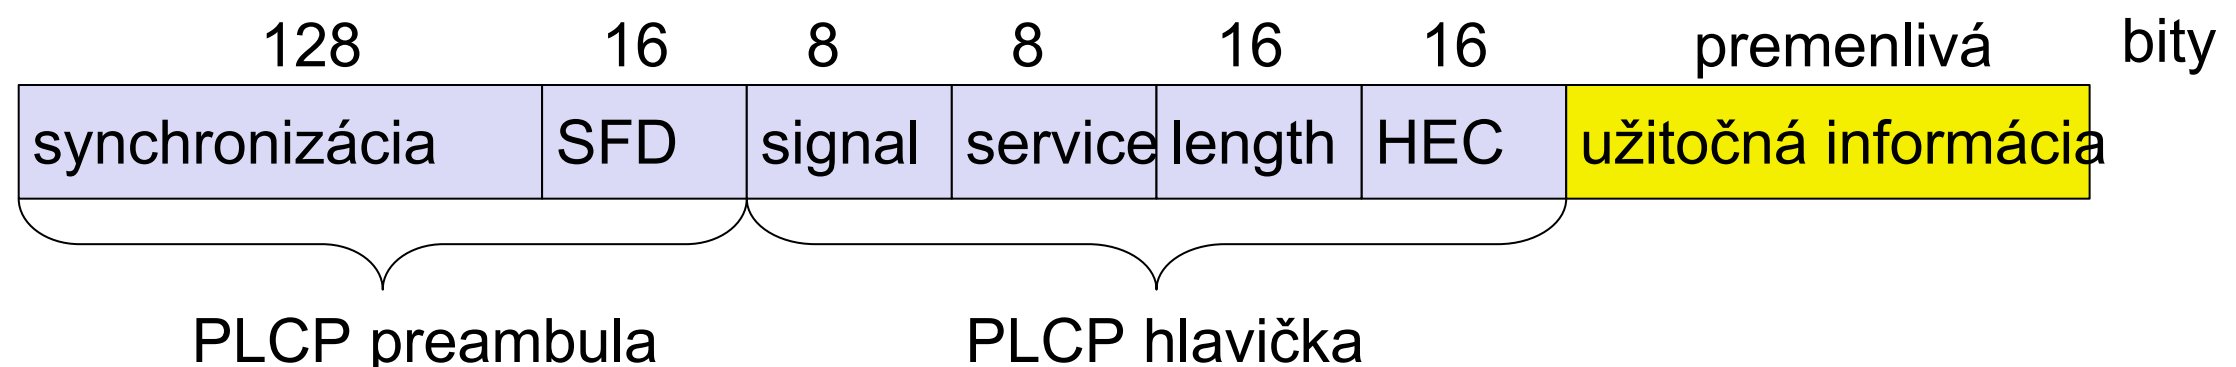 128 16 8 8 16 16 premenlivá bity
synchronizácia SFD signal service length HEC užitočná informácia
PLCP preambula PLCP hlavička